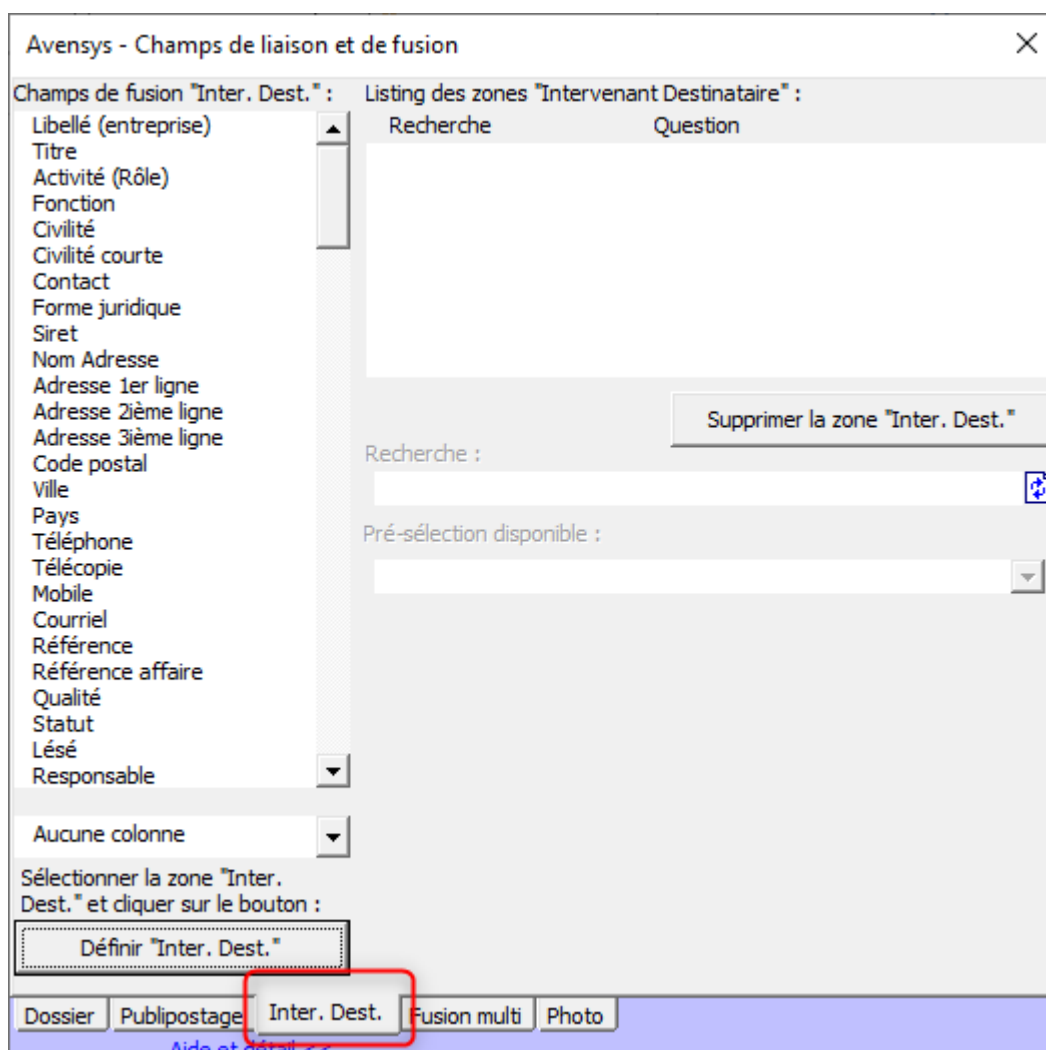 Avensys - Champs de liaison et de fusion
Champs de fusion "Inter. Dest." :
Listing des zones "Intervenant Destinataire" :
Recherche Question
Libellé (entreprise)
Titre
Activité (Rôle)
Fonction
Civilité
Civilité courte
Contact
Forme juridique
Siret
Nom Adresse
Adresse 1er ligne
Adresse 2ième ligne
Adresse 3ième ligne
Code postal
Ville
Pays
Téléphone
Télécopie
Mobile
Courriel
Référence
Référence affaire
Qualité
Statut
Lésé
Responsable
Supprimer la zone "Inter. Dest."
Recherche :
Pré-sélection disponible :
Aucune colonne
Sélectionner la zone "Inter.
Dest." et cliquer sur le bouton :
Définir "Inter. Dest."
Dossier Publipostage Inter. Dest. Fusion multi Photo
Aide et détail <<